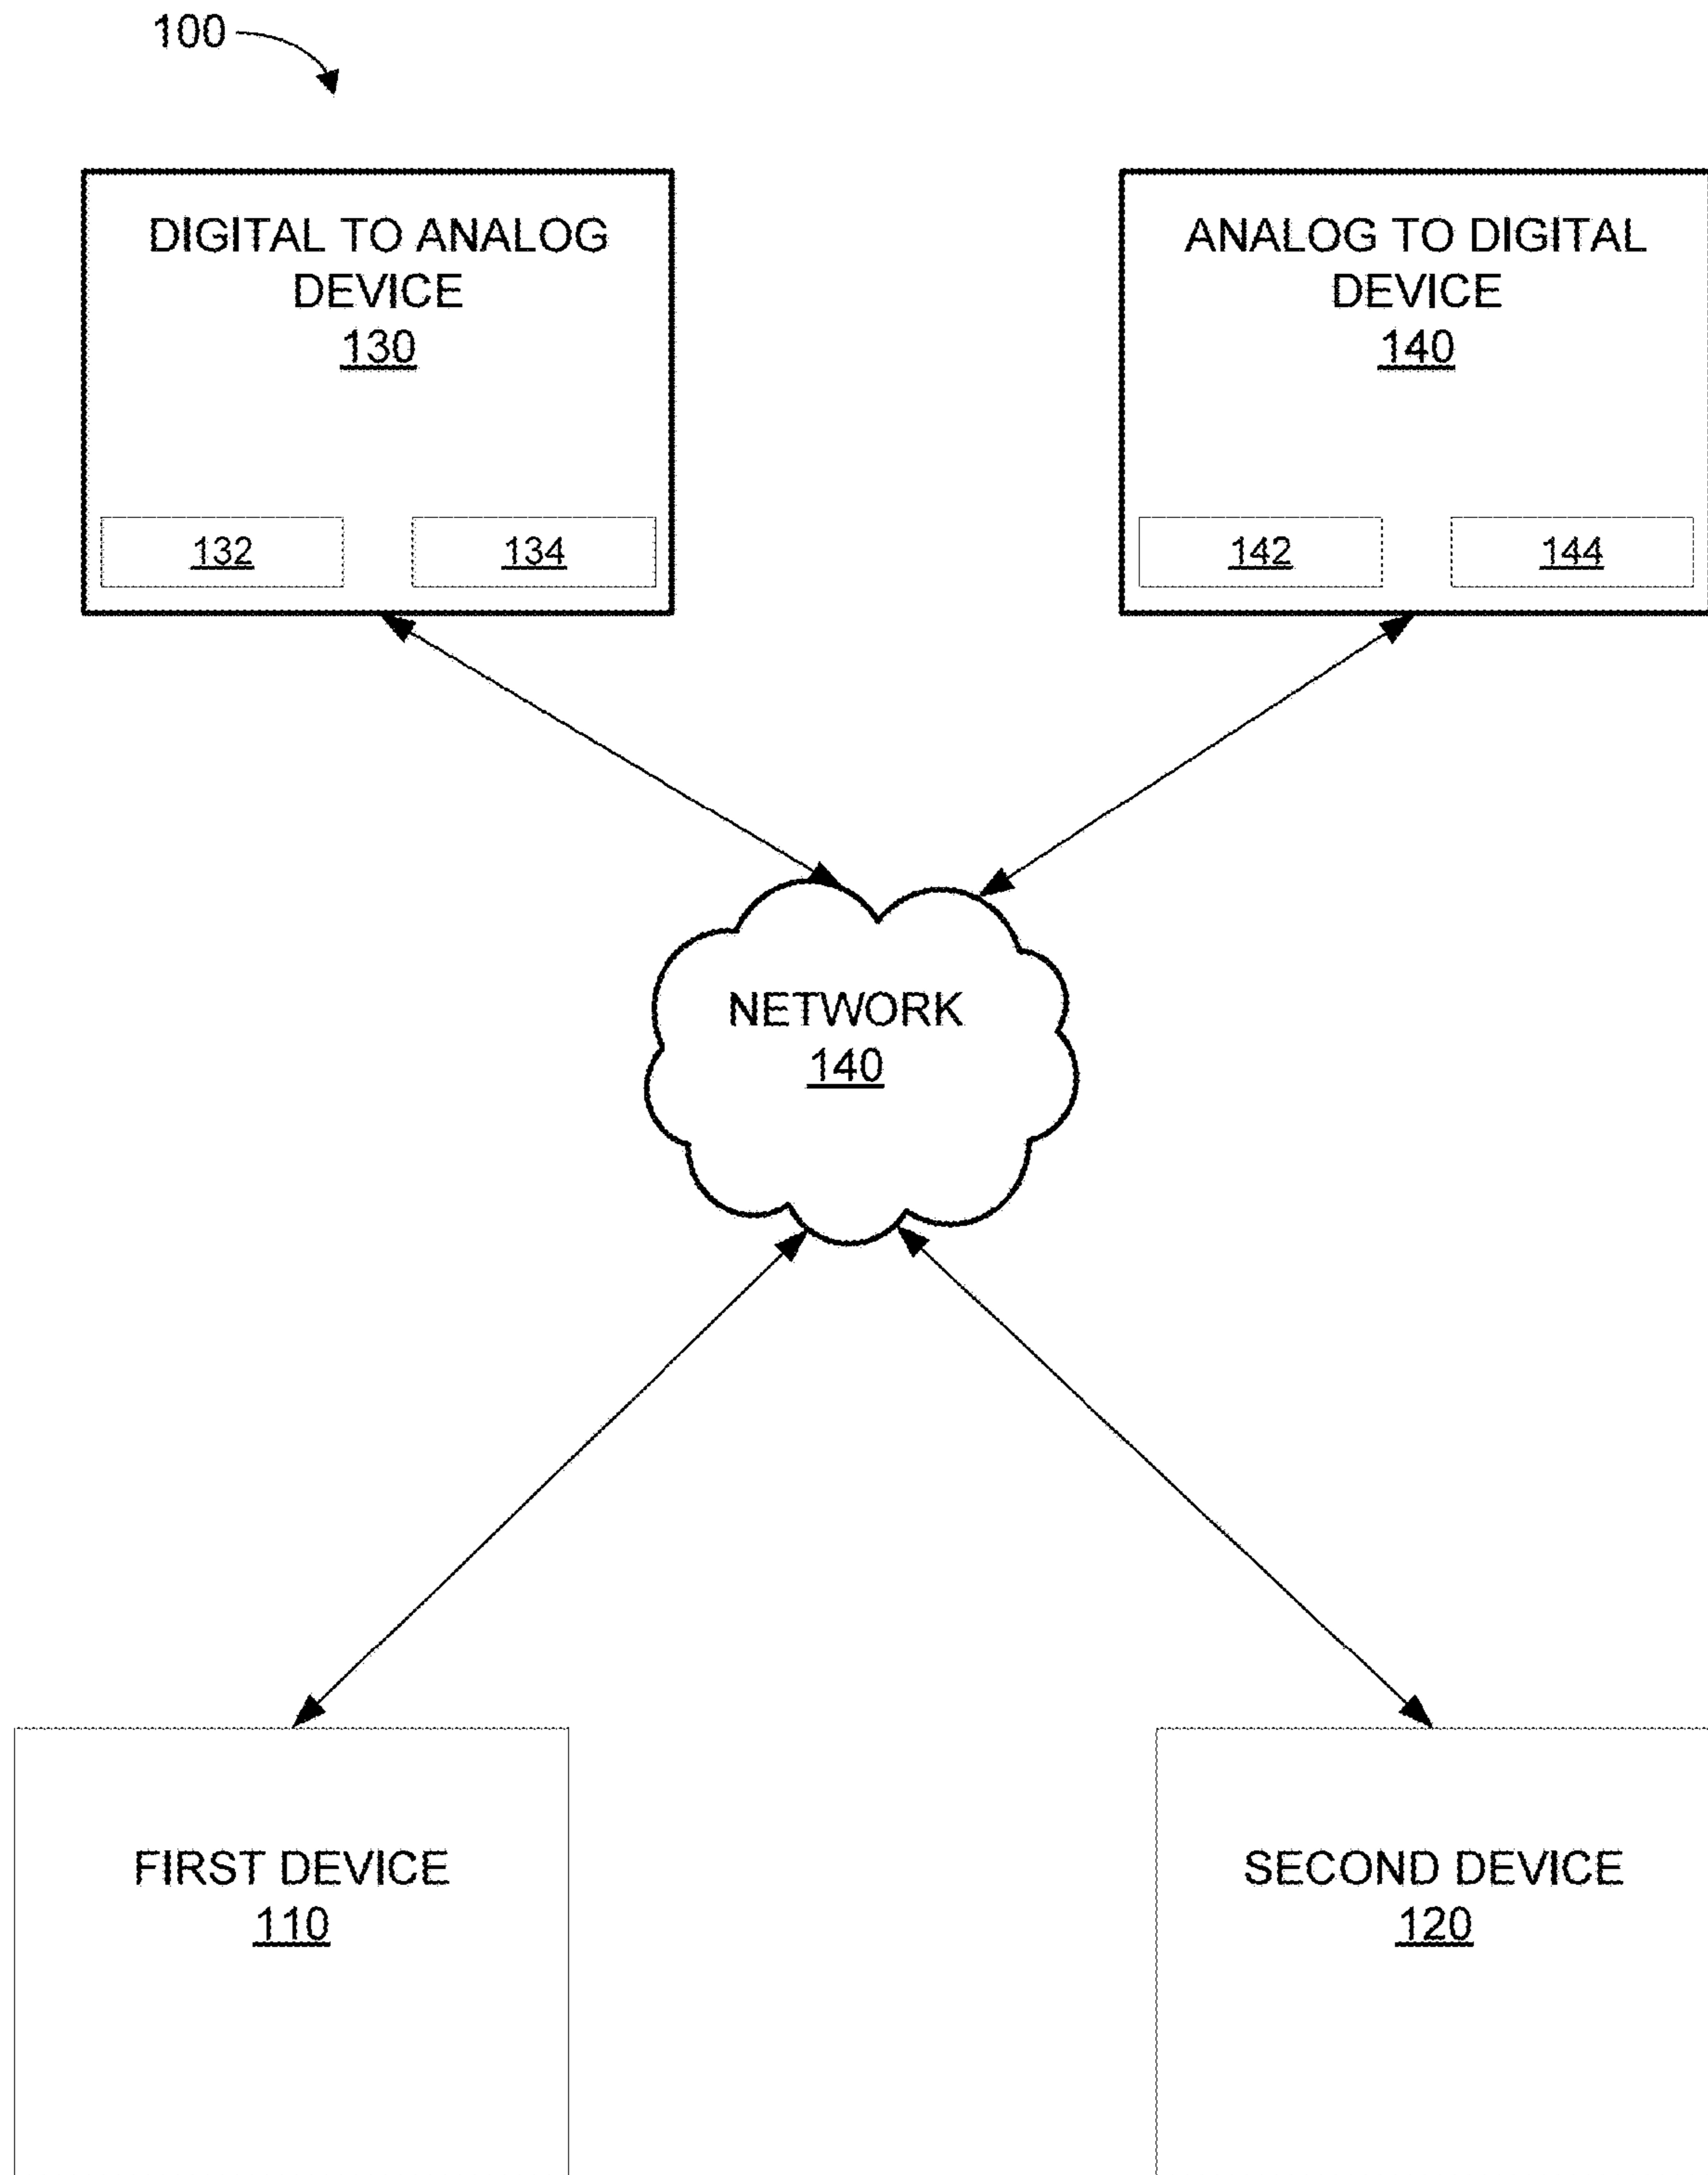 100
DIGITAL TO ANALOG
DEVICE
130
132
134
ANALOG TO DIGITAL
DEVICE
140
142
144
NETWORK
140
FIRST DEVICE
110
SECOND DEVICE
120